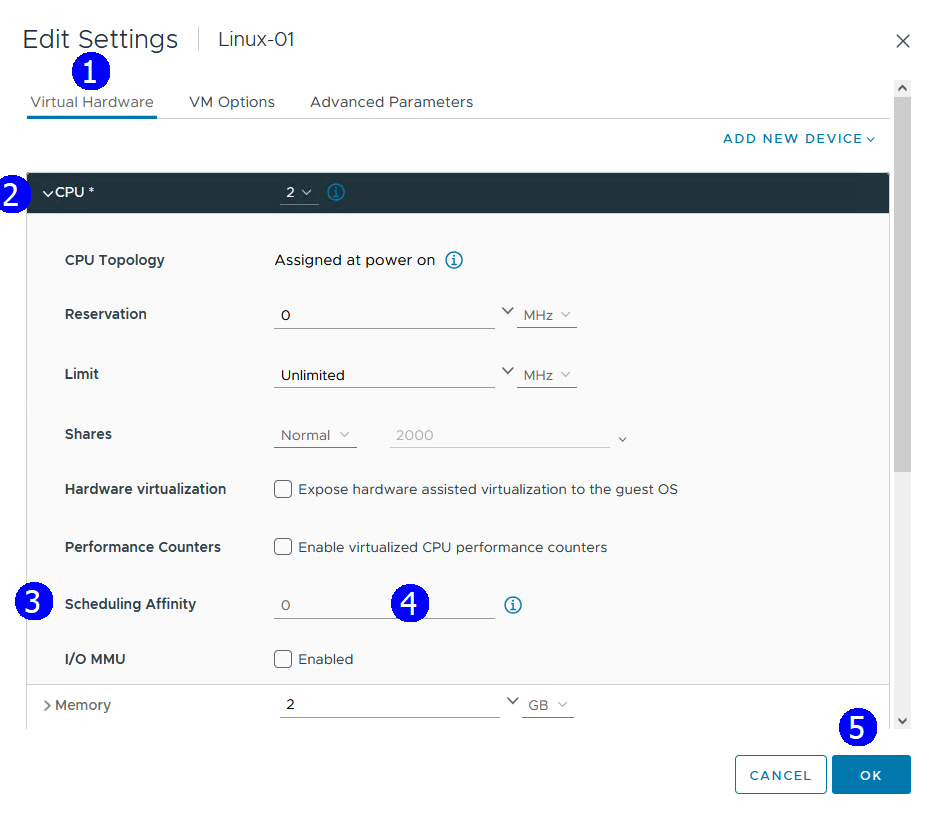 Edit Settings Linux-01
1
Virtual Hardware VM Options Advanced Parameters
ADD NEW DEVICE
2 CPU * 2
CPU Topology Assigned at power on
Reservation 0 MHz
Limit Unlimited MHz
Shares Normal 2000
Hardware virtualization Expose hardware assisted virtualization to the guest OS
Performance Counters Enable virtualized CPU performance counters
3 Scheduling Affinity 0 4
I/O MMU Enabled
Memory 2 GB
5
CANCEL OK